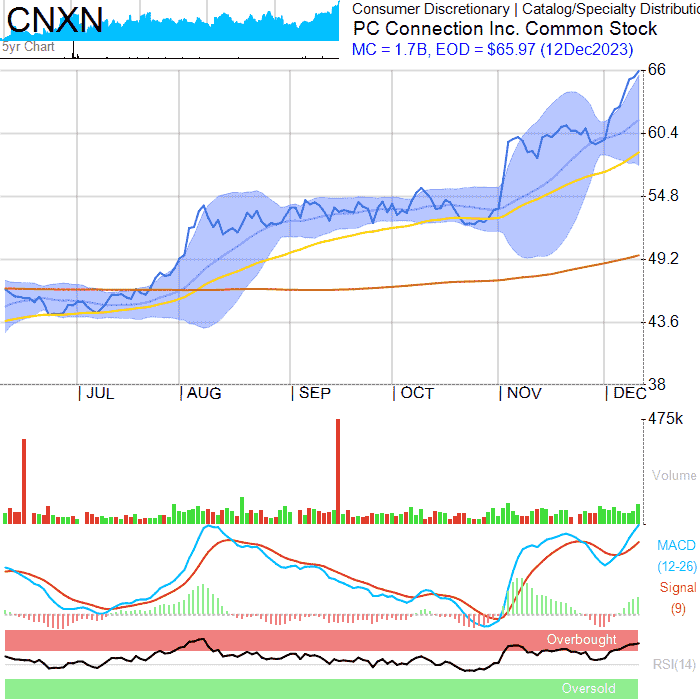 CNXN
5yr Chart
Consumer Discretionary | Catalog/Specialty Distributic
PC Connection Inc. Common Stock
MC = 1.7B, EOD = $65.97 (12Dec2023)
66
60.4
54.8
49.2
43.6
38
| JUL | AUG | SEP | OCT | NOV | DEC
475k
Volume
MACD
(12-26)
Signal
(9)
Overbought
RSI(14)
Oversold